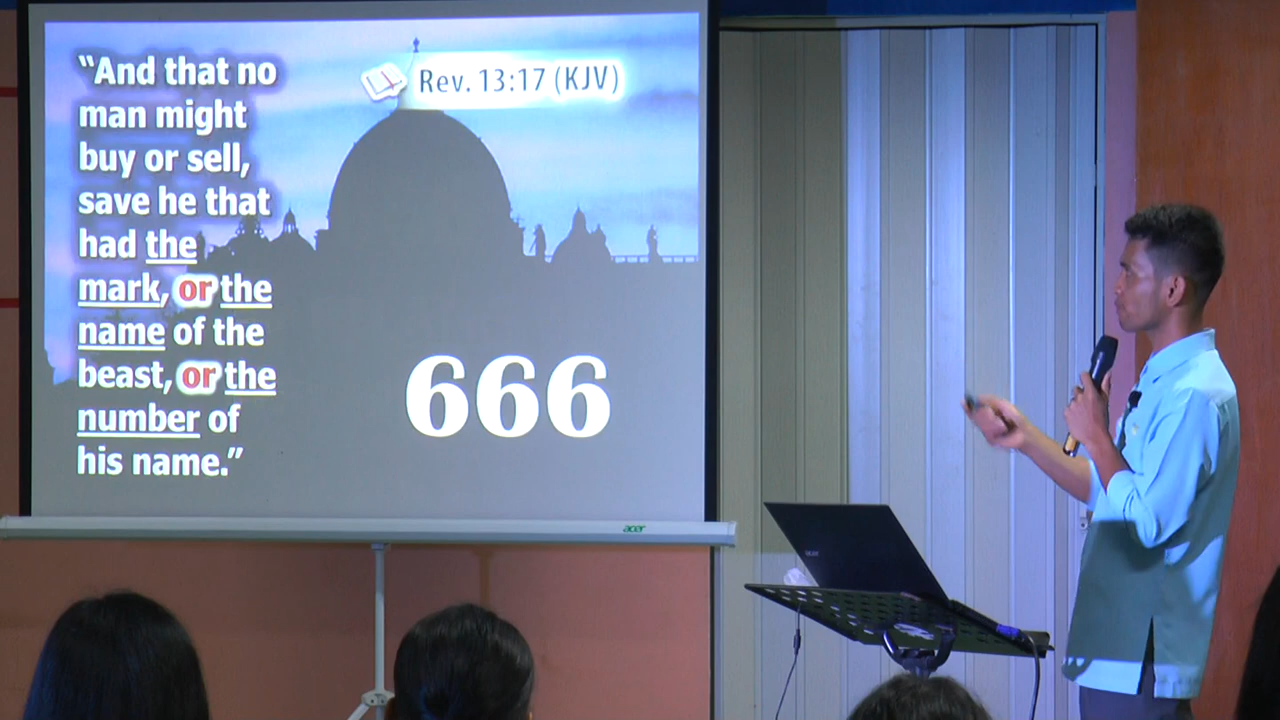 “And that no
man might
buy or sell,
save he that
had the
mark, or the
name of the
beast, or the
number of
his name.”
Rev. 13:17 (KJV)
666
acer